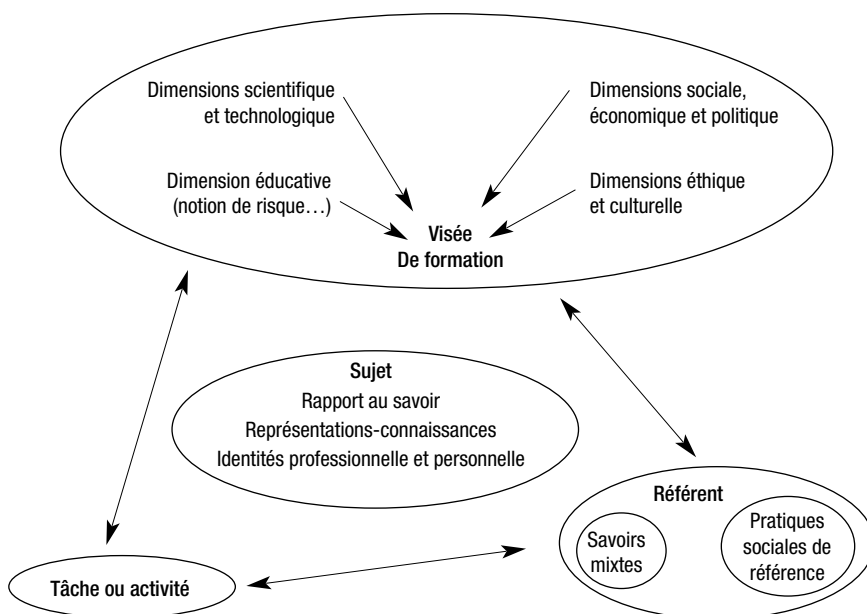 Dimensions scientifique
et technologique
Dimensions sociale,
économique et politique
Dimension éducative
(notion de risque…)
Dimensions éthique
et culturelle
Visée
De formation
Sujet
Rapport au savoir
Représentations-connaissances
Identités professionnelle et personnelle
Référent
Savoirs
mixtes
Pratiques
sociales de
référence
Tâche ou activité